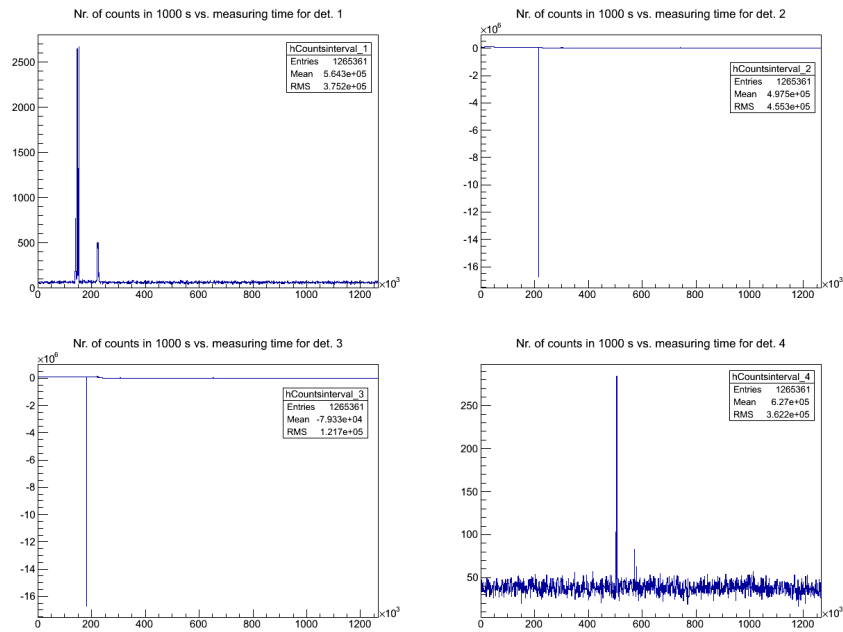 Nr. of counts in 1000 s vs. measuring time for det. 1
hCountsinterval_1
Entries 1265361
Mean 5.643e+05
RMS 3.752e+05
2500
2000
1500
1000
500
0
0 200 400 600 800 1000 1200 ×10³
Nr. of counts in 1000 s vs. measuring time for det. 2
×10⁶
hCountsinterval_2
Entries 1265361
Mean 4.975e+05
RMS 4.553e+05
0
-2
-4
-6
-8
-10
-12
-14
-16
0 200 400 600 800 1000 1200 ×10³
Nr. of counts in 1000 s vs. measuring time for det. 3
×10⁶
hCountsinterval_3
Entries 1265361
Mean -7.933e+04
RMS 1.217e+05
0
-2
-4
-6
-8
-10
-12
-14
-16
0 200 400 600 800 1000 1200 ×10³
Nr. of counts in 1000 s vs. measuring time for det. 4
hCountsinterval_4
Entries 1265361
Mean 6.27e+05
RMS 3.622e+05
250
200
150
100
50
0 200 400 600 800 1000 1200 ×10³